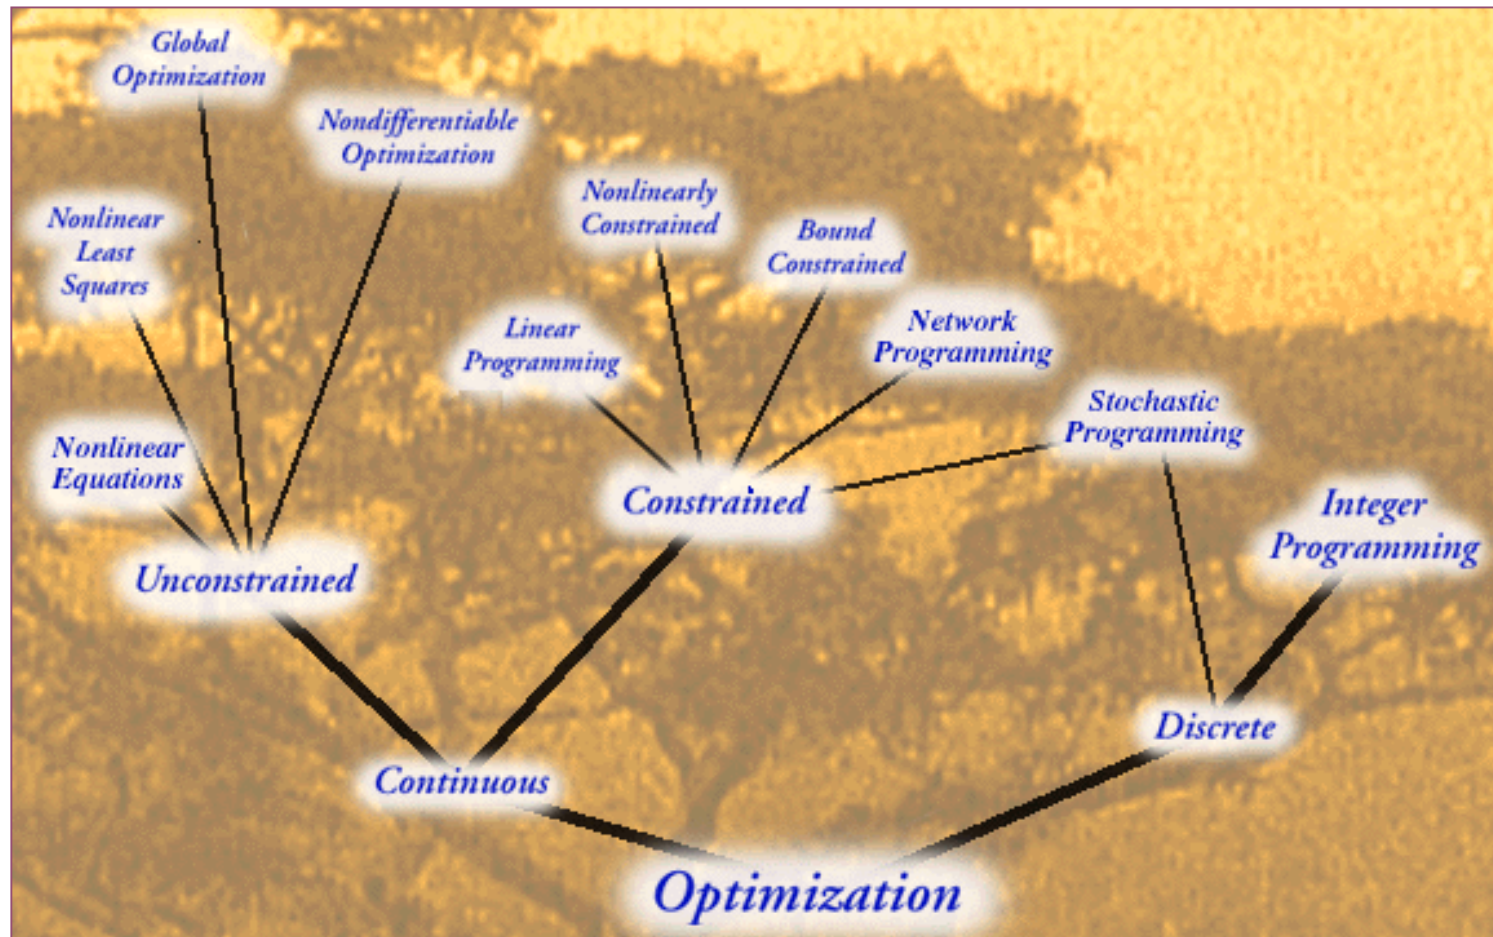 Global
Optimization
Nondifferentiable
Optimization
Nonlinear
Least
Squares
Nonlinearly
Constrained
Bound
Constrained
Linear
Programming
Network
Programming
Stochastic
Programming
Nonlinear
Equations
Constrained
Integer
Programming
Unconstrained
Discrete
Continuous
Optimization